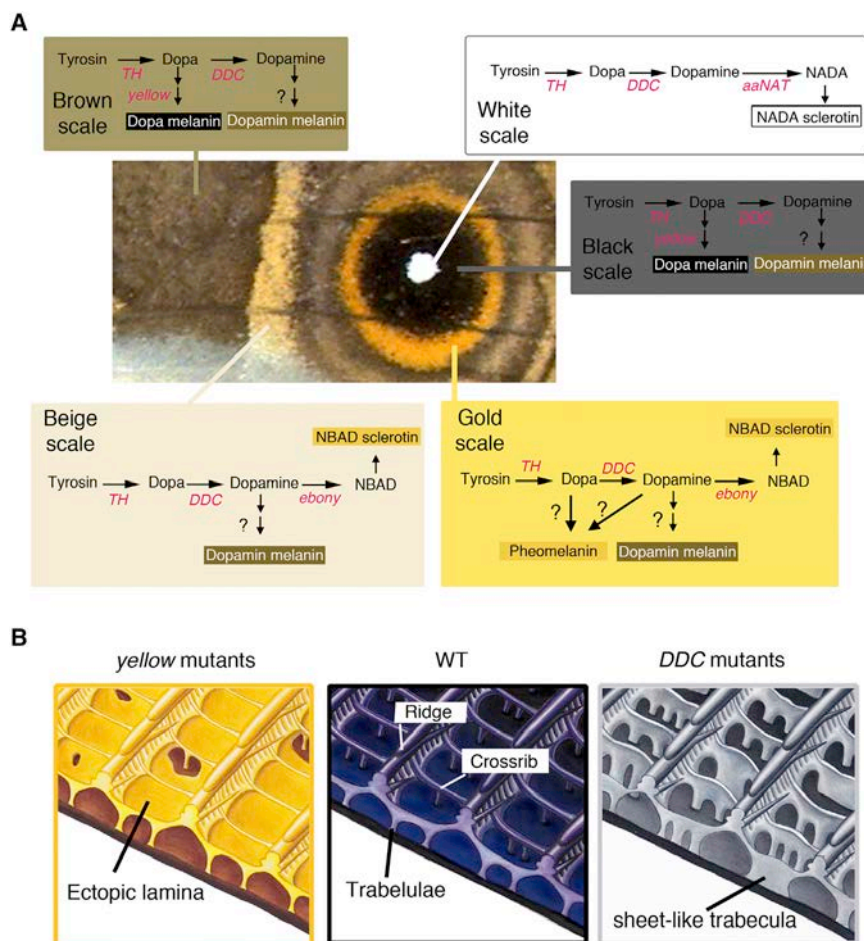 A
Tyrosin Dopa Dopamine
TH DDC
yellow ?
Brown
scale
Dopa melanin Dopamin melanin
Tyrosin Dopa Dopamine NADA
TH DDC aaNAT
White
scale
NADA sclerotin
Tyrosin Dopa Dopamine
TH DDC
yellow ?
Black
scale
Dopa melanin Dopamin melani
Beige
scale
NBAD sclerotin
Tyrosin Dopa Dopamine NBAD
TH DDC ebony
?
Dopamin melanin
Gold
scale
NBAD sclerotin
TH DDC
Tyrosin Dopa Dopamine NBAD
ebony
? ? ?
Pheomelanin Dopamin melanin
B
yellow mutants WT DDC mutants
Ridge
Crossrib
Ectopic lamina
Trabelulae
sheet-like trabecula